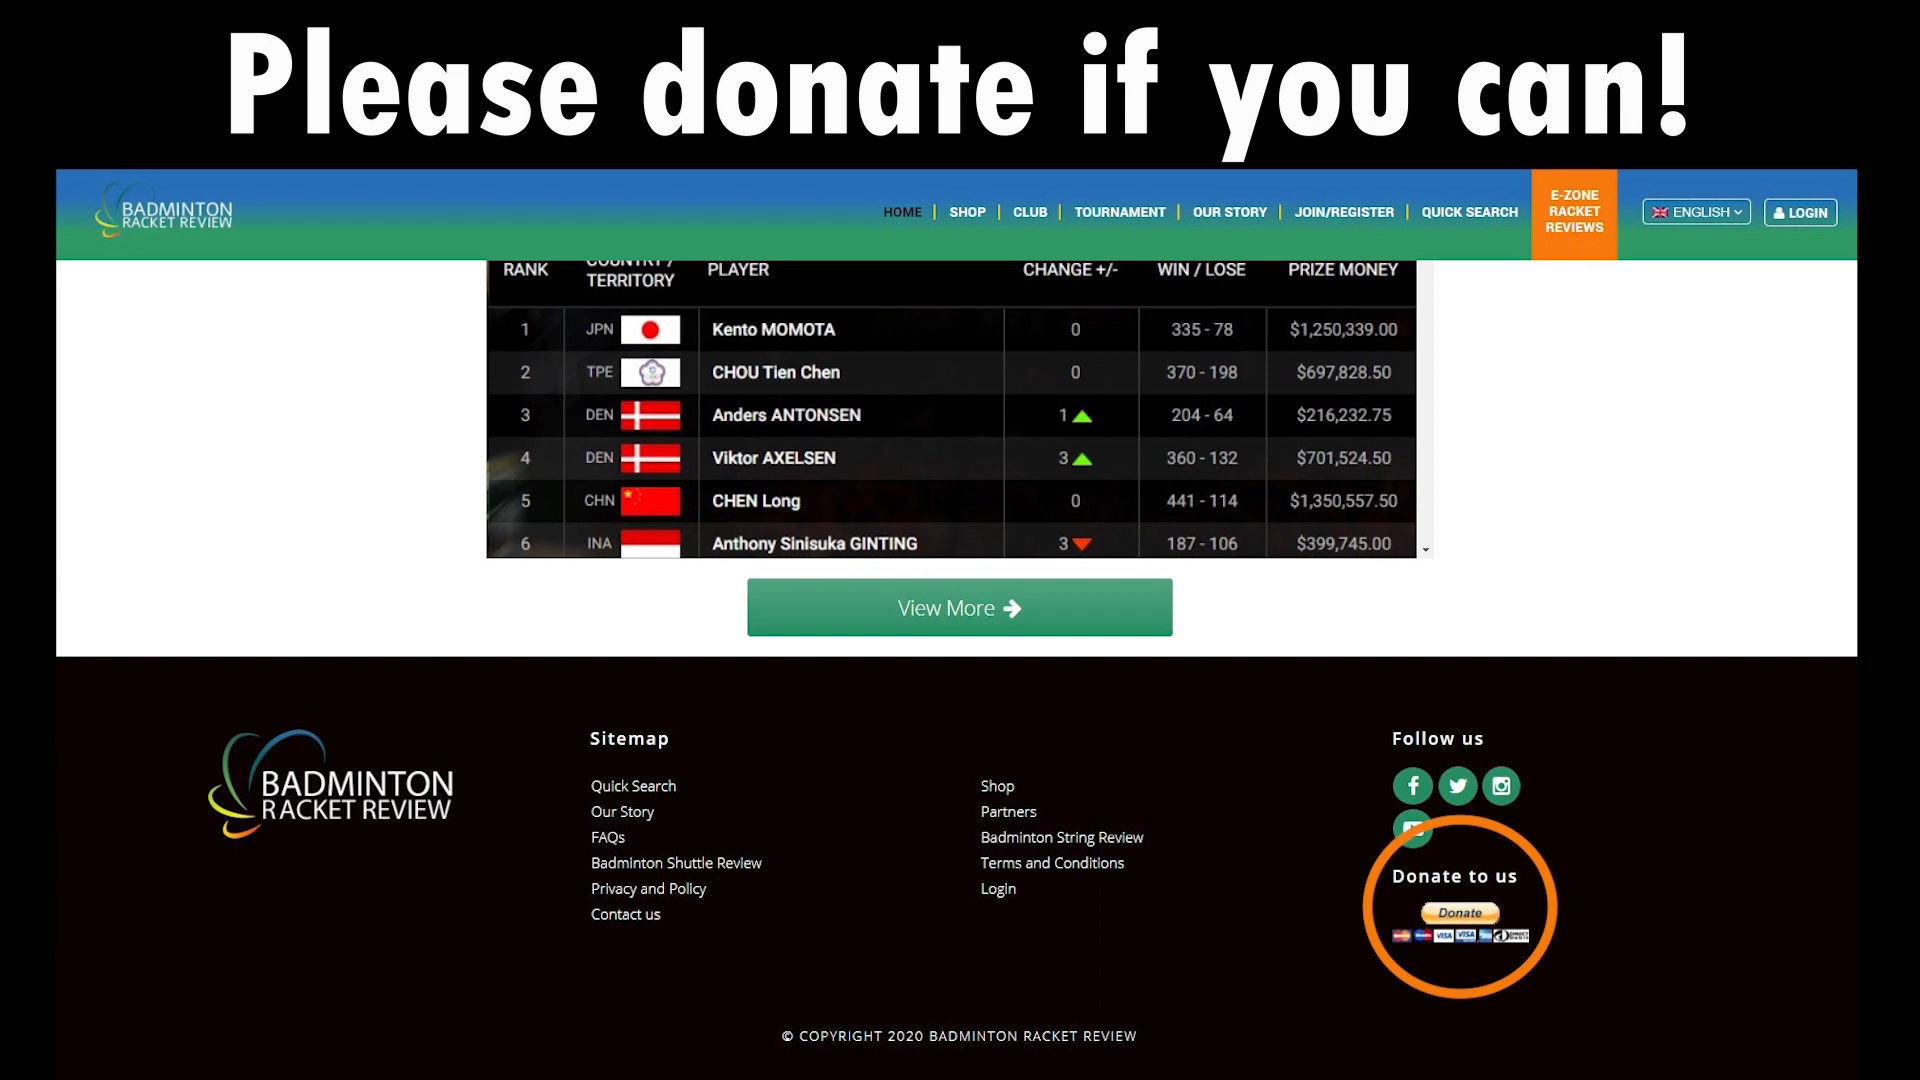 Please donate if you can!
BADMINTON
RACKET REVIEW
HOME
SHOP
CLUB
TOURNAMENT
OUR STORY
JOIN/REGISTER
QUICK SEARCH
E-ZONE
RACKET
REVIEWS
ENGLISH
LOGIN
RANK COUNTRY / TERRITORY PLAYER CHANGE +/- WIN / LOSE PRIZE MONEY
1 JPN Kento MOMOTA 0 335 - 78 $1,250,339.00
2 TPE CHOU Tien Chen 0 370 - 198 $697,828.50
3 DEN Anders ANTONSEN 1 204 - 64 $216,232.75
4 DEN Viktor AXELSEN 3 360 - 132 $701,524.50
5 CHN CHEN Long 0 441 - 114 $1,350,557.50
6 INA Anthony Sinisuka GINTING 3 187 - 106 $399,745.00
View More
BADMINTON
RACKET REVIEW
Sitemap
Quick Search
Our Story
FAQs
Badminton Shuttle Review
Privacy and Policy
Contact us
Shop
Partners
Badminton String Review
Terms and Conditions
Login
Follow us
Donate to us
Donate
VISA VISA
© COPYRIGHT 2020 BADMINTON RACKET REVIEW